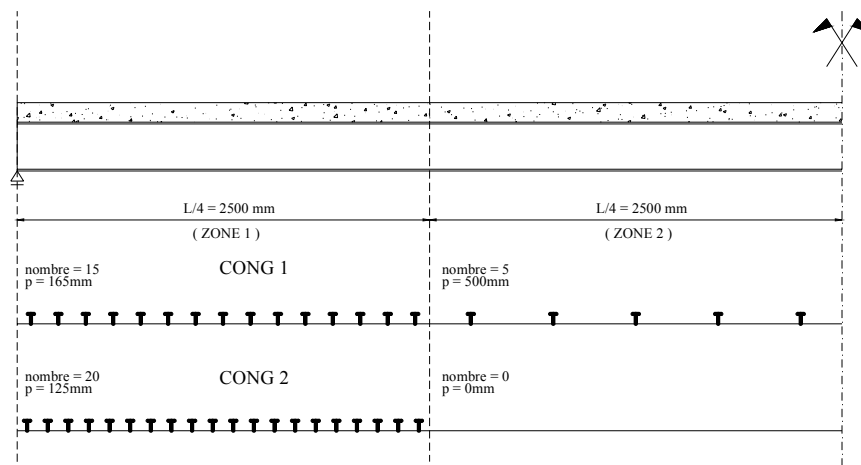 L/4 = 2500 mm
L/4 = 2500 mm
( ZONE 1 )
( ZONE 2 )
nombre = 15
p = 165mm
CONG 1
nombre = 5
p = 500mm
nombre = 20
p = 125mm
CONG 2
nombre = 0
p = 0mm